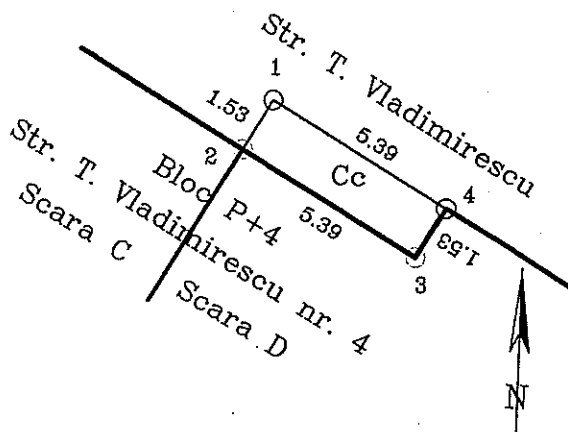 Str. T. Vladimirescu
1
1.53
5.39
2
Cc
4
Bloc P+4
5.39
1.53
3
Str. T. Vladimirescu nr. 4
Scara C
Scara D
N